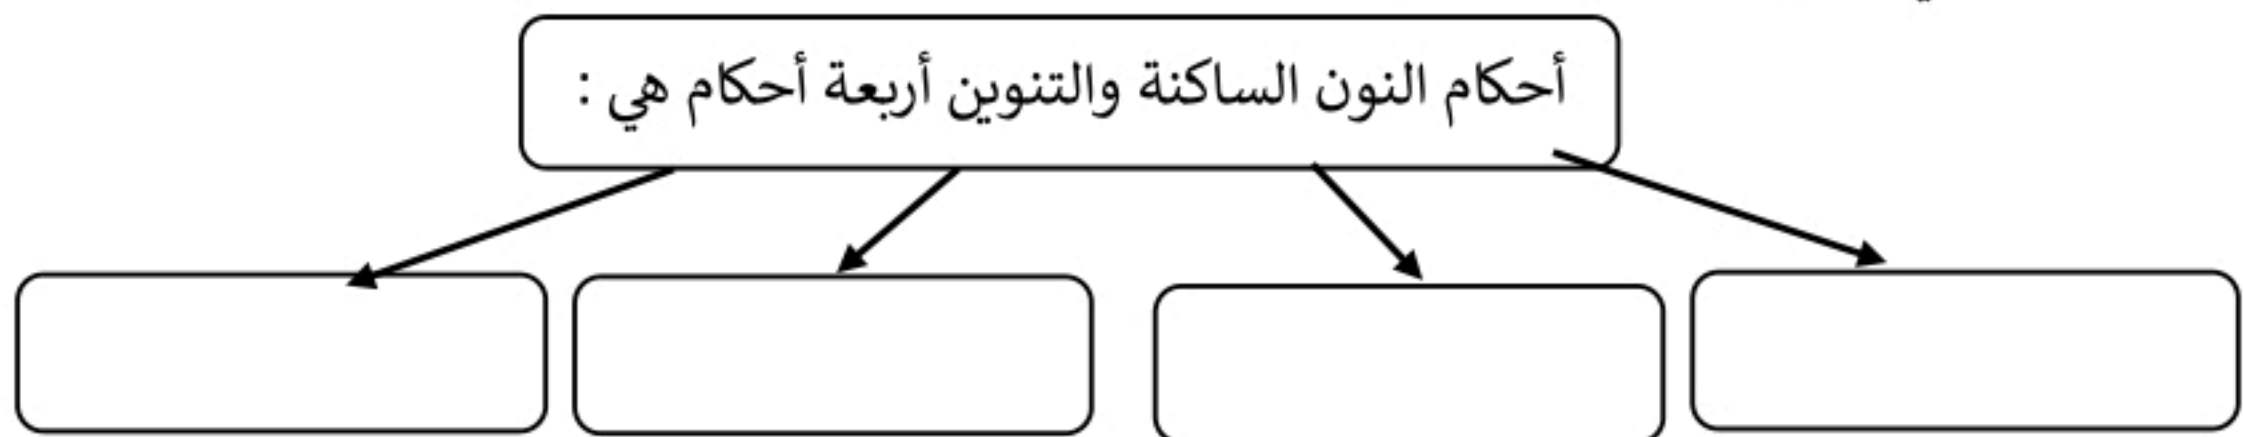 أحكام النون الساكنة والتنوين أربعة أحكام هي :